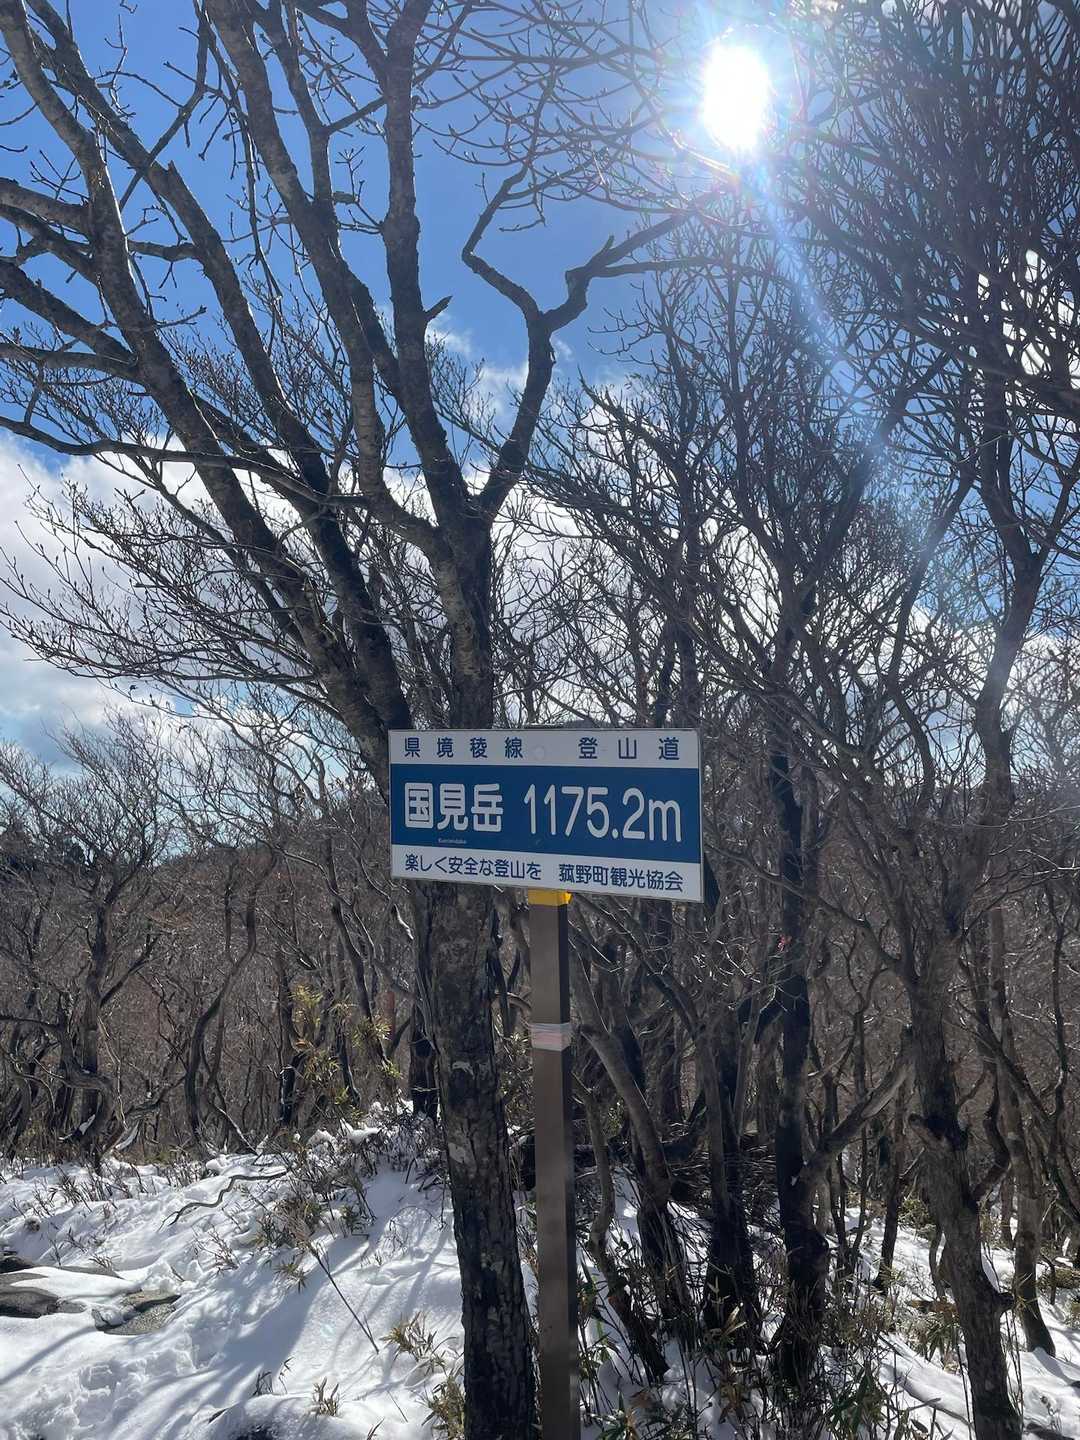 県境稜線　登山道
国見岳 1175.2m
Kunimidake
楽しく安全な登山を　菰野町観光協会